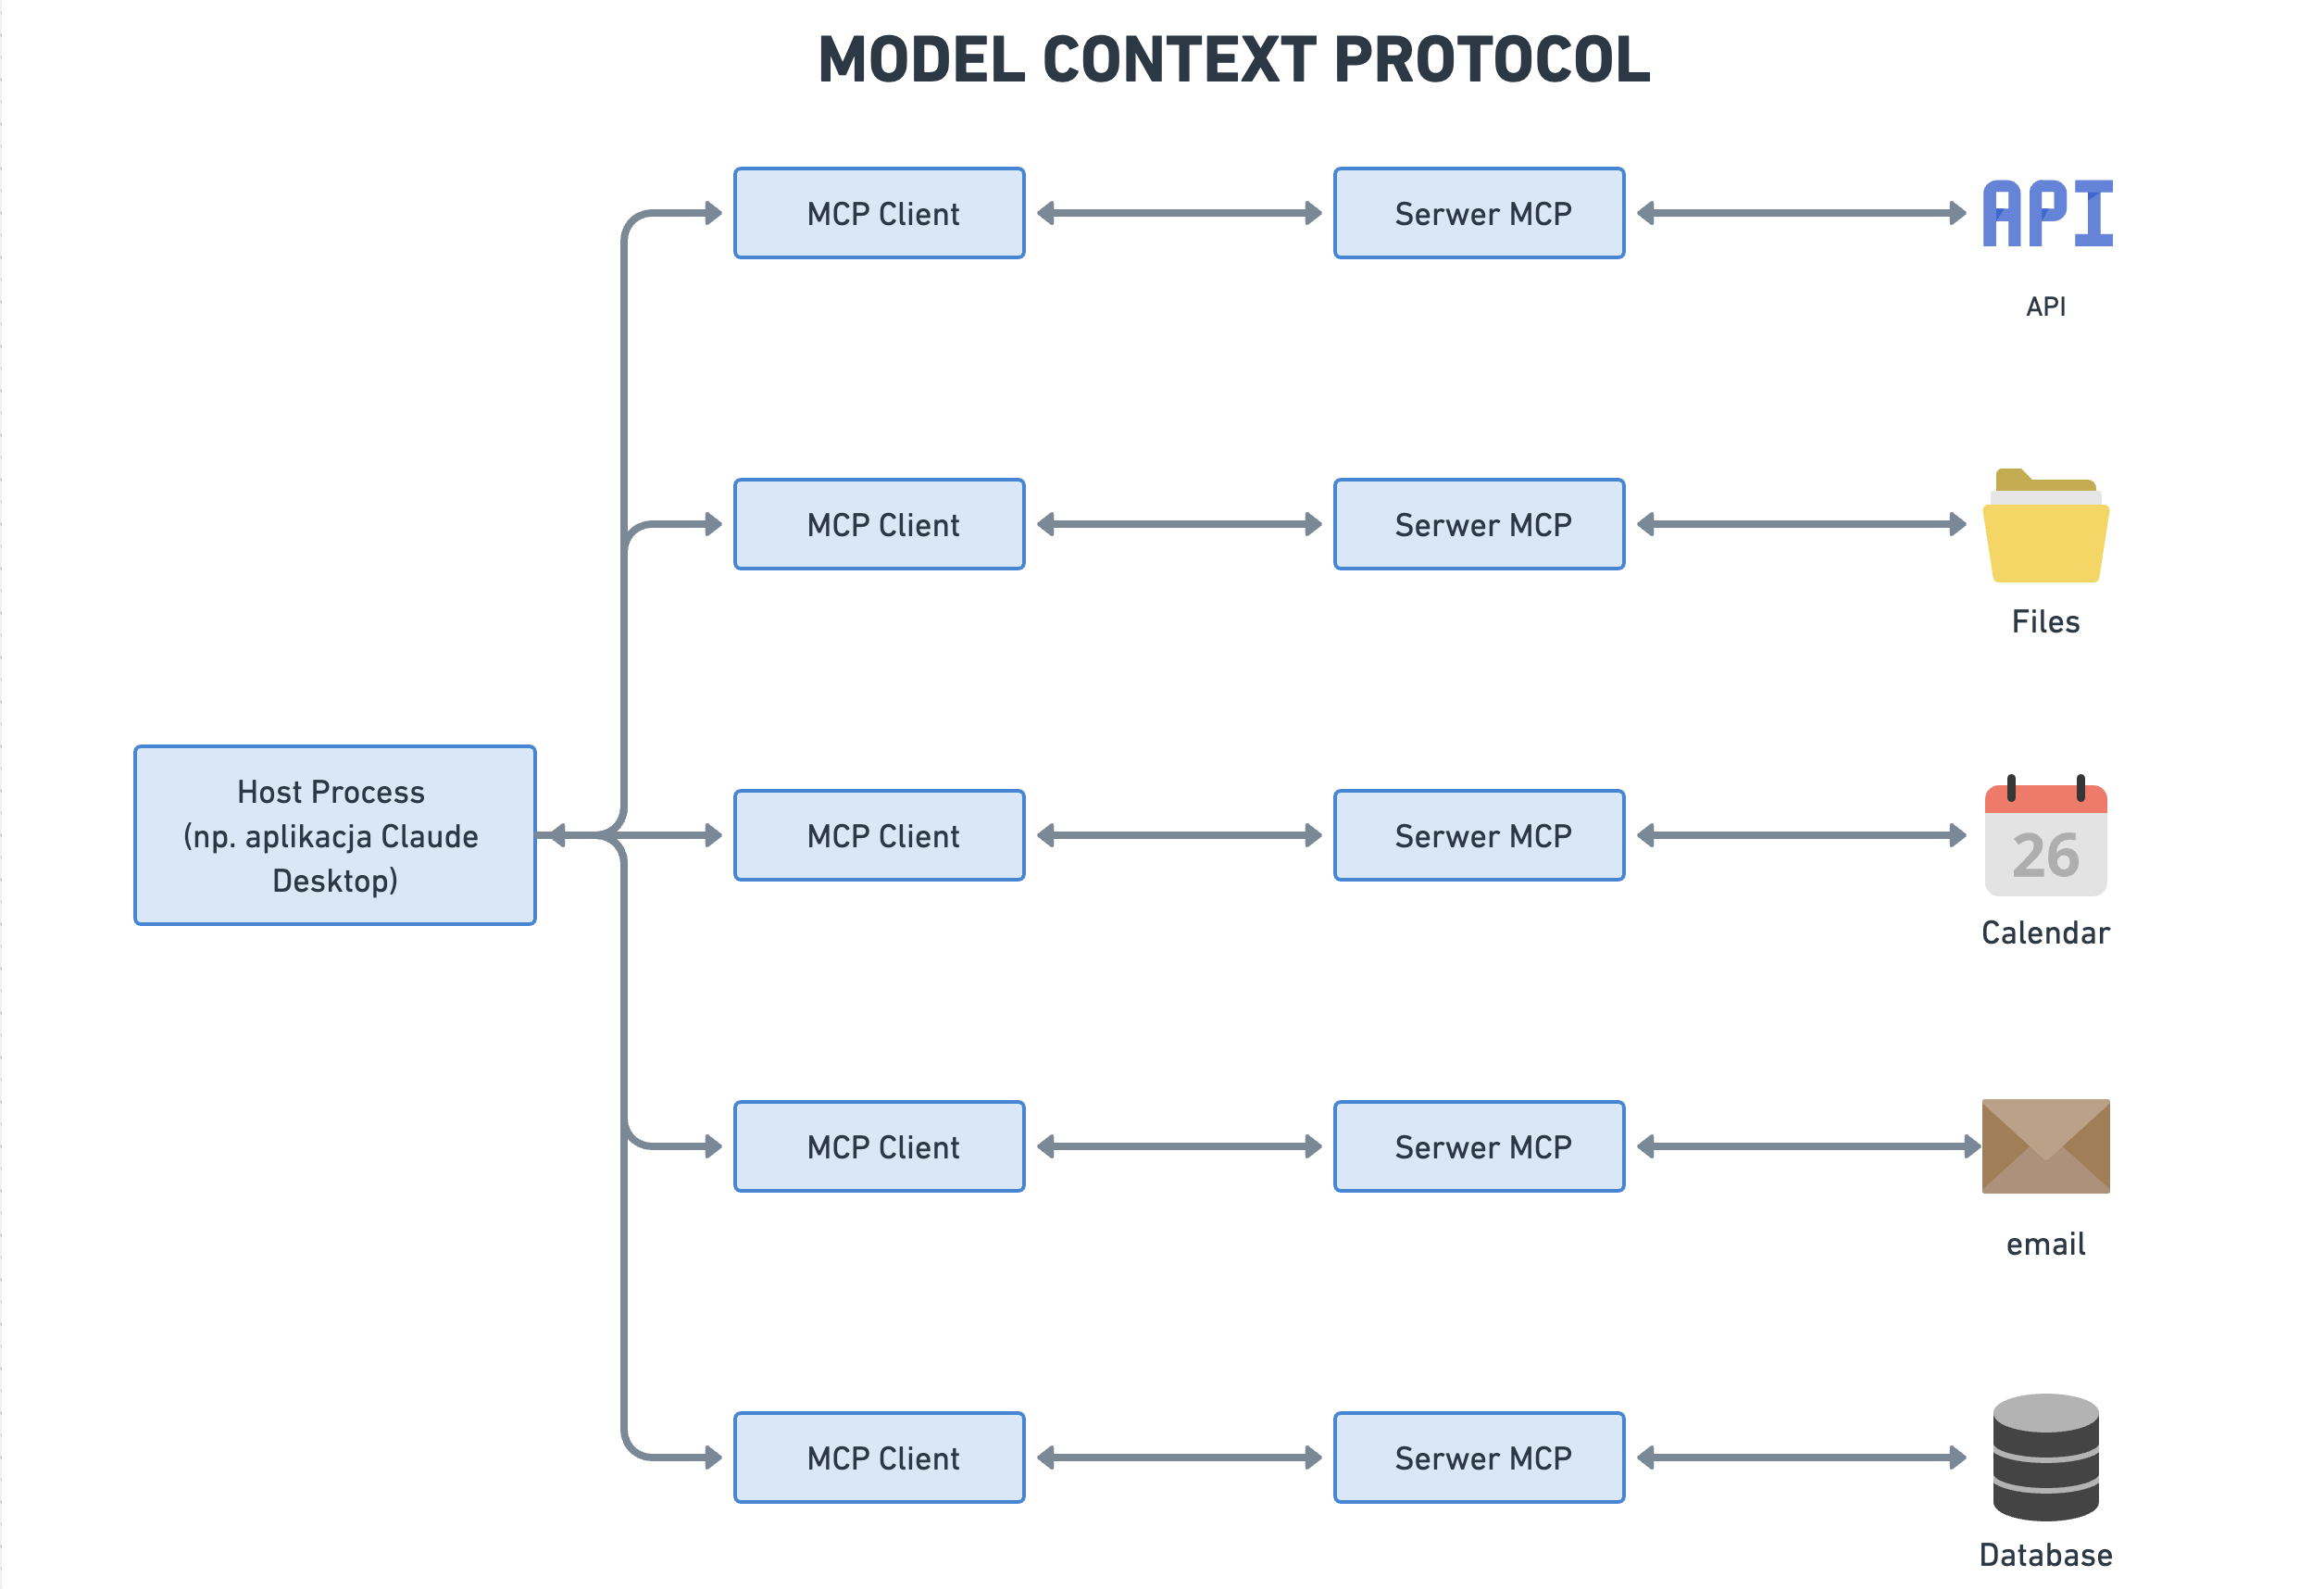 MODEL CONTEXT PROTOCOL
MCP Client
Serwer MCP
API
API
MCP Client
Serwer MCP
Files
Host Process
(np. aplikacja Claude
Desktop)
MCP Client
Serwer MCP
26
Calendar
MCP Client
Serwer MCP
email
MCP Client
Serwer MCP
Database